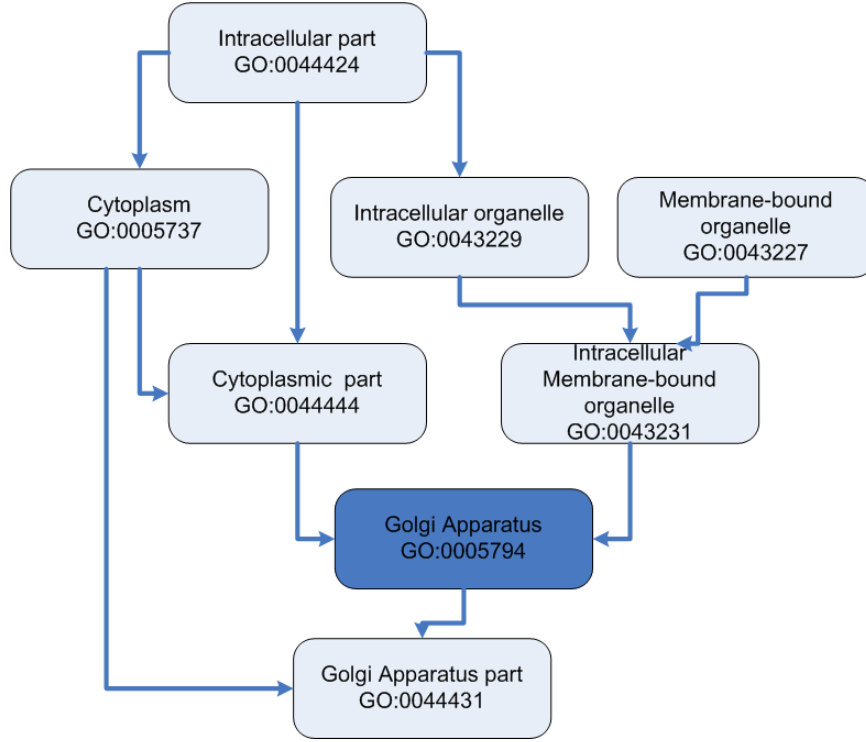 Intracellular part
GO:0044424
Cytoplasm
GO:0005737
Intracellular organelle
GO:0043229
Membrane-bound
organelle
GO:0043227
Cytoplasmic part
GO:0044444
Intracellular
Membrane-bound
organelle
GO:0043231
Golgi Apparatus
GO:0005794
Golgi Apparatus part
GO:0044431